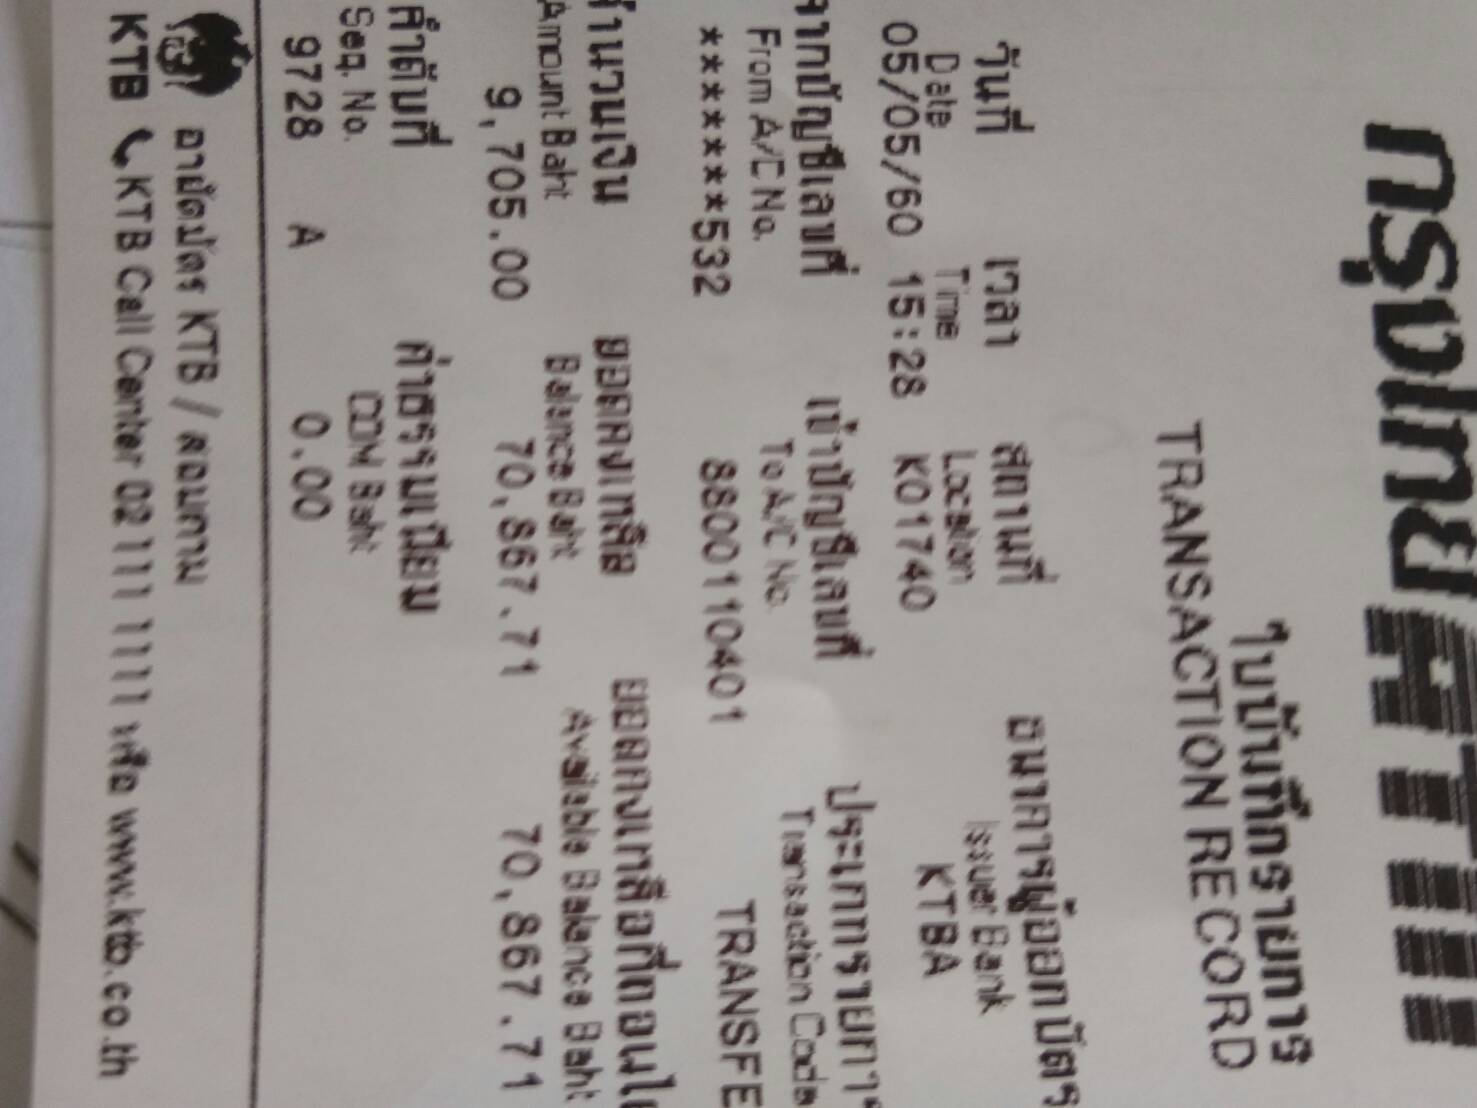 กรุงไทย ATM
ใบบันทึกรายการ
TRANSACTION RECORD
วันที่ เวลา สถานที่ ธนาคารผู้ออกบัตร
Date Time Location Issuer Bank
05/05/60 15:28 K01740 KTBA
จากบัญชีเลขที่ เข้าบัญชีเลขที่ ประเภทรายการ
From A/C No. To A/C No. Transaction Code
*******532 8800110401 TRANSFE
จำนวนเงิน ยอดคงเหลือ ยอดคงเหลือที่ถอนได้
Amount Baht Balance Baht Available Balance Baht
9,705.00 70,867.71 70,867.71
ลำดับที่ ค่าธรรมเนียม
Seq. No. COM Baht
9728 A 0.00
อายัดบัตร KTB / สอบถาม
KTB KTB Call Center 02 111 1111 หรือ www.ktb.co.th